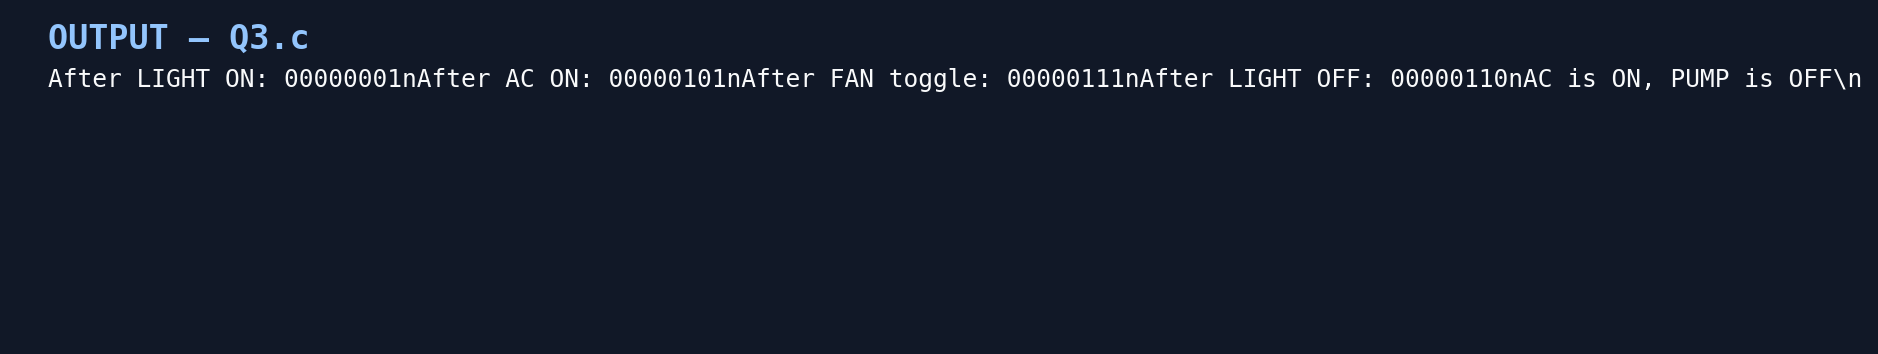 OUTPUT — Q3.c
After LIGHT ON: 00000001nAfter AC ON: 00000101nAfter FAN toggle: 00000111nAfter LIGHT OFF: 00000110nAC is ON, PUMP is OFF\n